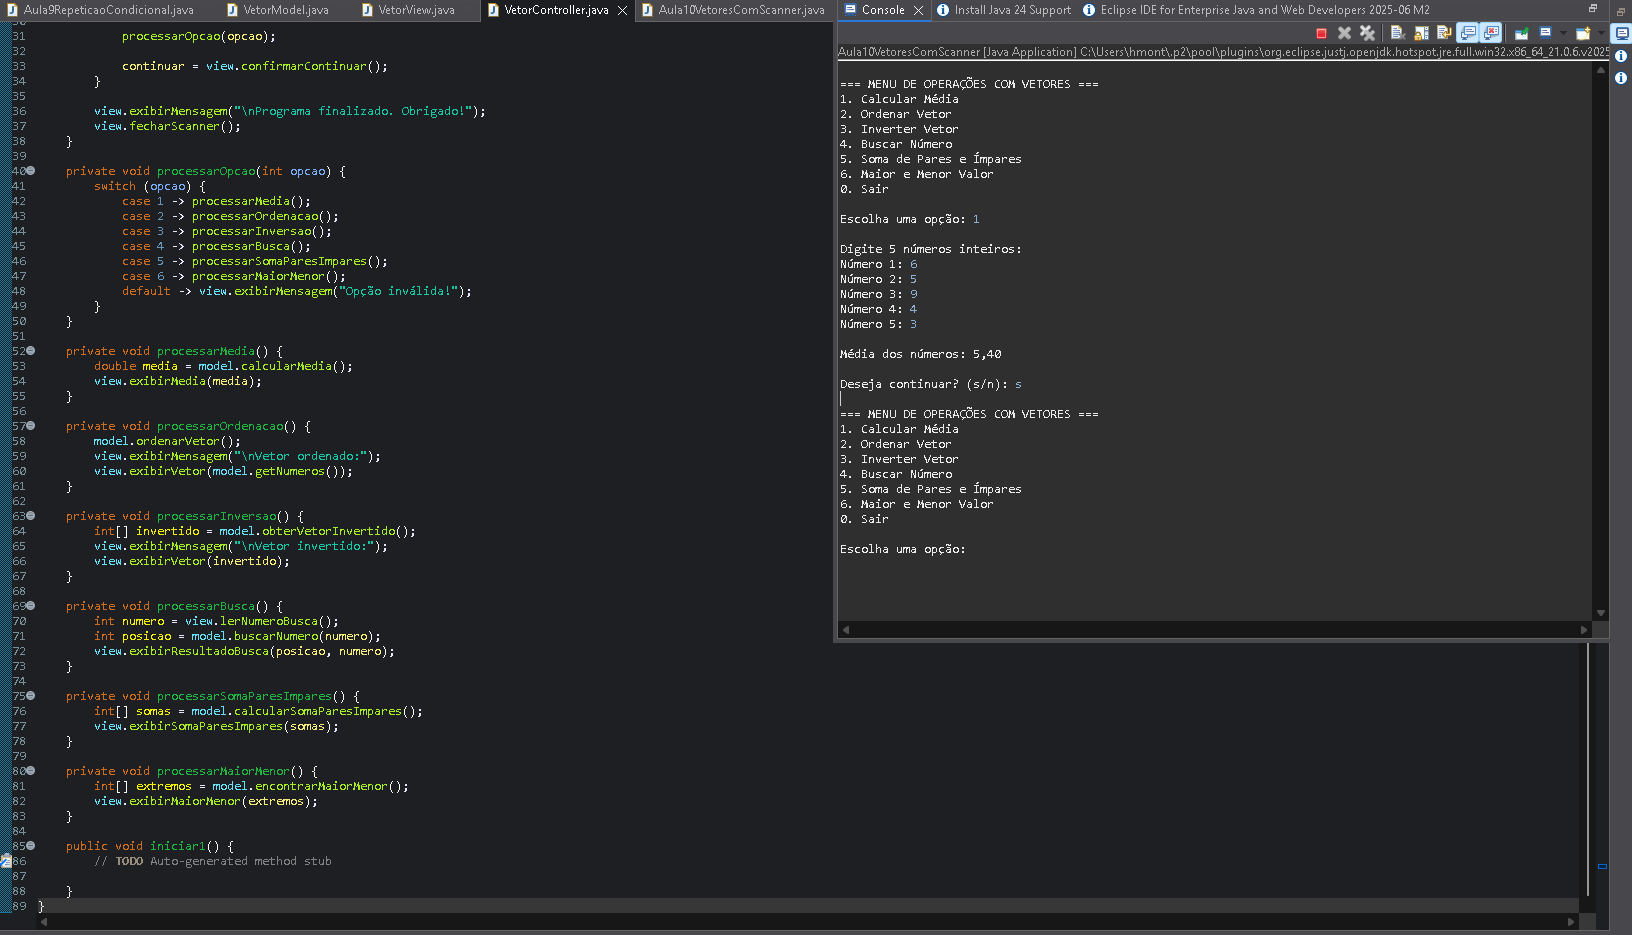 Aula9RepeticaoCondicional.java
VetorModel.java
VetorView.java
VetorController.java
Aula10VetoresComScanner.java
31 processarOpcao(opcao);
32
33 continuar = view.confirmarContinuar();
34 }
35
36 view.exibirMensagem("\nPrograma finalizado. Obrigado!");
37 view.fecharScanner();
38 }
39
40 private void processarOpcao(int opcao) {
41 switch (opcao) {
42 case 1 -> processarMedia();
43 case 2 -> processarOrdenacao();
44 case 3 -> processarInversao();
45 case 4 -> processarBusca();
46 case 5 -> processarSomaParesImpares();
47 case 6 -> processarMaiorMenor();
48 default -> view.exibirMensagem("Opção inválida!");
49 }
50 }
51
52 private void processarMedia() {
53 double media = model.calcularMedia();
54 view.exibirMedia(media);
55 }
56
57 private void processarOrdenacao() {
58 model.ordenarVetor();
59 view.exibirMensagem("\nVetor ordenado:");
60 view.exibirVetor(model.getNumeros());
61 }
62
63 private void processarInversao() {
64 int[] invertido = model.obterVetorInvertido();
65 view.exibirMensagem("\nVetor invertido:");
66 view.exibirVetor(invertido);
67 }
68
69 private void processarBusca() {
70 int numero = view.lerNumeroBusca();
71 int posicao = model.buscarNumero(numero);
72 view.exibirResultadoBusca(posicao, numero);
73 }
74
75 private void processarSomaParesImpares() {
76 int[] somas = model.calcularSomaParesImpares();
77 view.exibirSomaParesImpares(somas);
78 }
79
80 private void processarMaiorMenor() {
81 int[] extremos = model.encontrarMaiorMenor();
82 view.exibirMaiorMenor(extremos);
83 }
84
85 public void iniciar1() {
86 // TODO Auto-generated method stub
87
88 }
89 }
Console
Install Java 24 Support
Eclipse IDE for Enterprise Java and Web Developers 2025-06 M2
Aula10VetoresComScanner [Java Application] C:\Users\hmont\.p2\pool\plugins\org.eclipse.justj.openjdk.hotspot.jre.full.win32.x86_64_21.0.6.v2025
=== MENU DE OPERAÇÕES COM VETORES ===
1. Calcular Média
2. Ordenar Vetor
3. Inverter Vetor
4. Buscar Número
5. Soma de Pares e Ímpares
6. Maior e Menor Valor
0. Sair
Escolha uma opção: 1
Digite 5 números inteiros:
Número 1: 6
Número 2: 5
Número 3: 9
Número 4: 4
Número 5: 3
Média dos números: 5,40
Deseja continuar? (s/n): s
=== MENU DE OPERAÇÕES COM VETORES ===
1. Calcular Média
2. Ordenar Vetor
3. Inverter Vetor
4. Buscar Número
5. Soma de Pares e Ímpares
6. Maior e Menor Valor
0. Sair
Escolha uma opção: